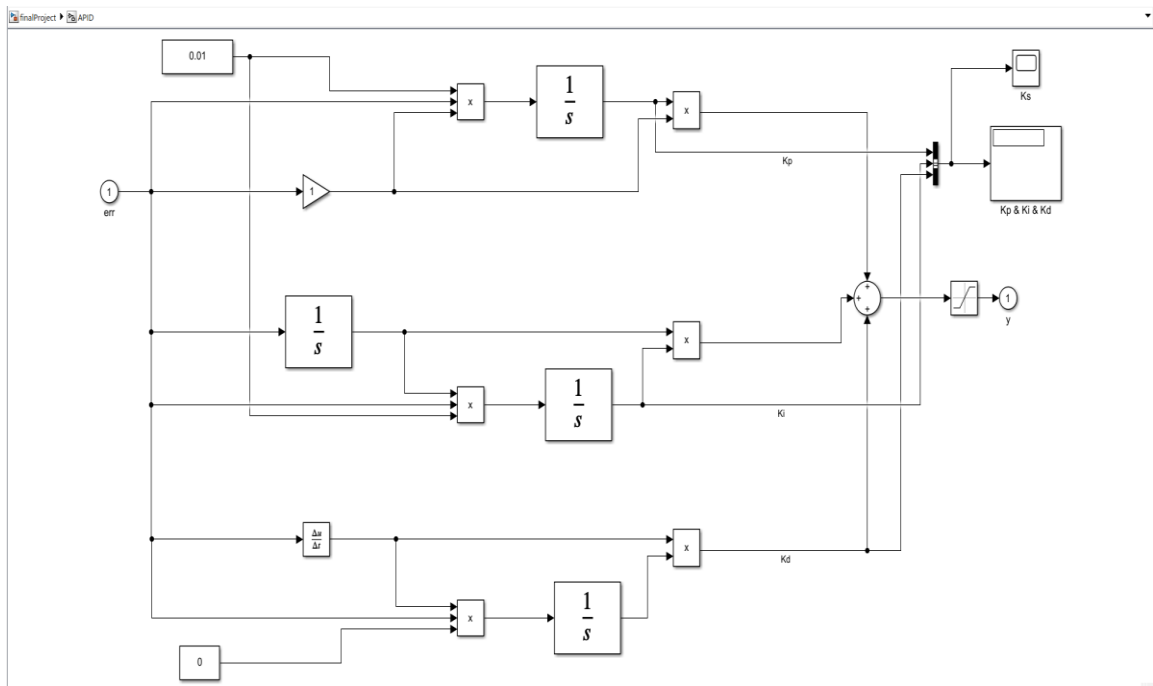 finalProject APID
0.01
x
1
s
x
Ks
Kp
Kp & Ki & Kd
1
err
1
1
s
x
+
+
+
1
y
x
1
s
Ki
Δu
Δt
x
Kd
x
1
s
0